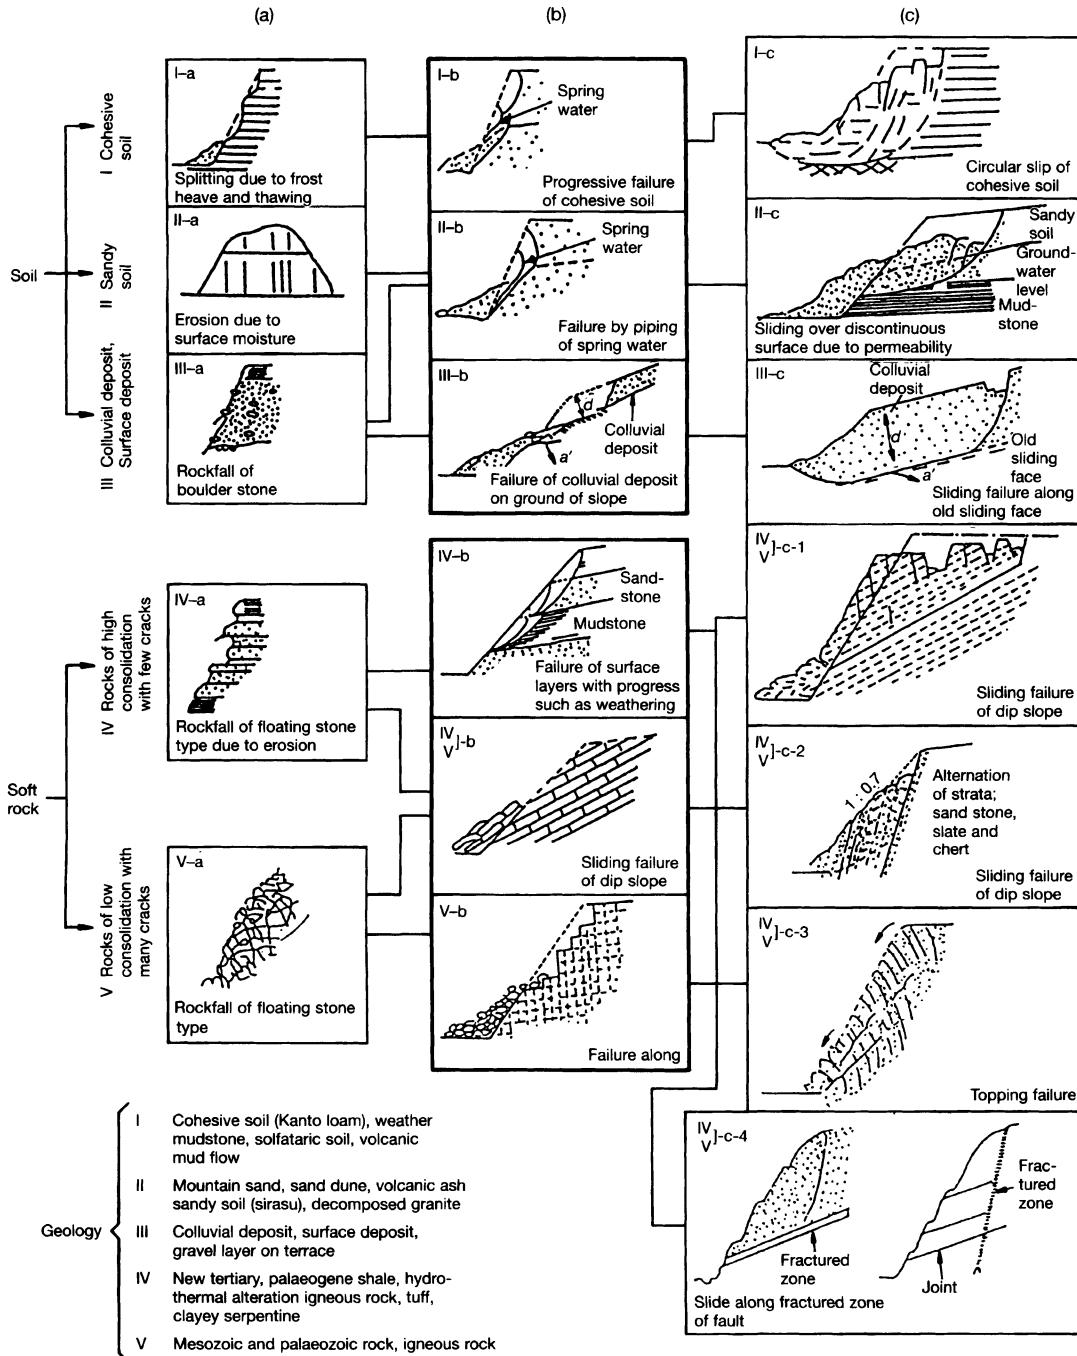 (a)
(b)
(c)
Soil
I Cohesive
soil
II Sandy
soil
III Colluvial deposit,
Surface deposit
I–a
Splitting due to frost
heave and thawing
II–a
Erosion due to
surface moisture
III–a
Rockfall of
boulder stone
I–b
Spring
water
Progressive failure
of cohesive soil
II–b
Spring
water
Failure by piping
of spring water
III–b
d
Colluvial
deposit
a′
Failure of colluvial deposit
on ground of slope
I–c
Circular slip of
cohesive soil
II–c
Sandy
soil
Ground-
water
level
Mud-
stone
Sliding over discontinuous
surface due to permeability
III–c
Colluvial
deposit
d
Old
sliding
face
a′
Sliding failure along
old sliding face
Soft
rock
IV Rocks of high
consolidation
with few cracks
V Rocks of low
consolidation with
many cracks
IV–a
Rockfall of floating stone
type due to erosion
V–a
Rockfall of floating stone
type
IV–b
Sand-
stone
Mudstone
Failure of surface
layers with progress
such as weathering
IV
V ]-b
Sliding failure
of dip slope
V–b
Failure along
IV
V ]-c-1
Sliding failure
of dip slope
IV
V ]-c-2
1 : 0.7
Alternation
of strata;
sand stone,
slate and
chert
Sliding failure
of dip slope
IV
V ]-c-3
Topping failure
IV
V ]-c-4
Fractured
zone
Frac-
tured
zone
Joint
Slide along fractured zone
of fault
Geology
I Cohesive soil (Kanto loam), weather
mudstone, solfataric soil, volcanic
mud flow
II Mountain sand, sand dune, volcanic ash
sandy soil (sirasu), decomposed granite
III Colluvial deposit, surface deposit,
gravel layer on terrace
IV New tertiary, palaeogene shale, hydro-
thermal alteration igneous rock, tuff,
clayey serpentine
V Mesozoic and palaeozoic rock, igneous rock